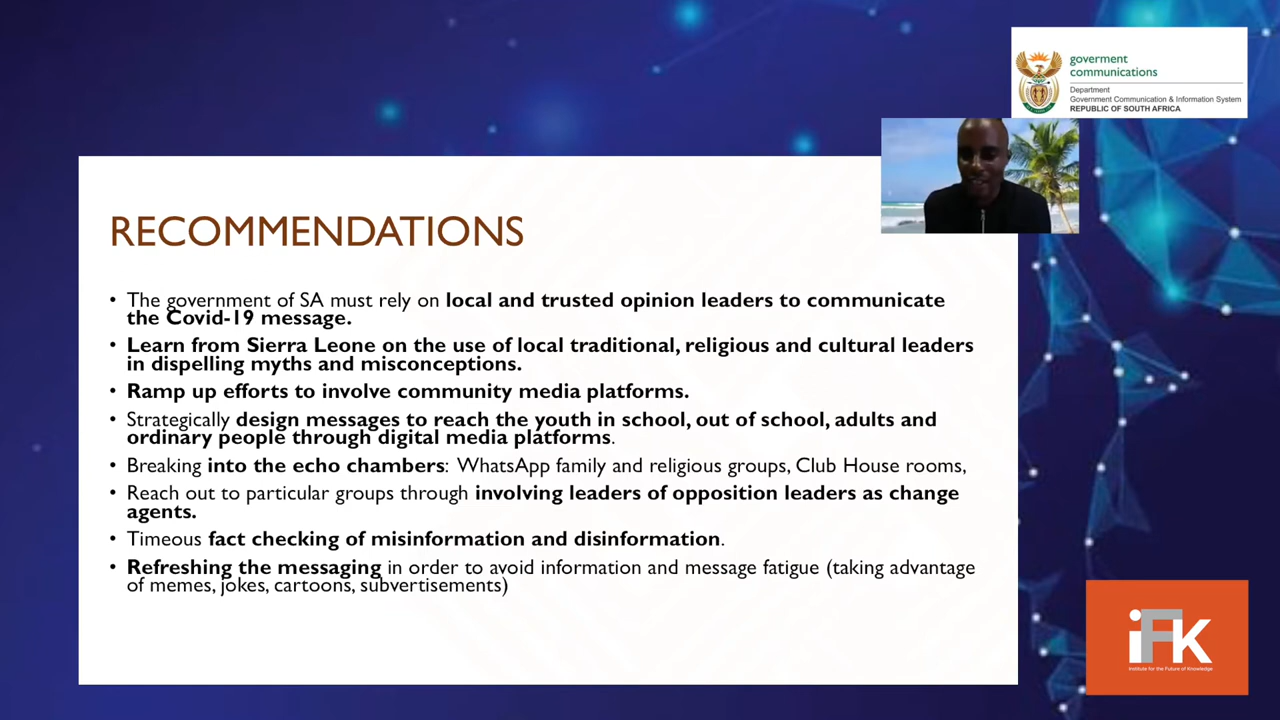 goverment
communications
Department
Government Communication & Information System
REPUBLIC OF SOUTH AFRICA
RECOMMENDATIONS
• The government of SA must rely on local and trusted opinion leaders to communicate
the Covid-19 message.
• Learn from Sierra Leone on the use of local traditional, religious and cultural leaders
in dispelling myths and misconceptions.
• Ramp up efforts to involve community media platforms.
• Strategically design messages to reach the youth in school, out of school, adults and
ordinary people through digital media platforms.
• Breaking into the echo chambers: WhatsApp family and religious groups, Club House rooms,
• Reach out to particular groups through involving leaders of opposition leaders as change
agents.
• Timeous fact checking of misinformation and disinformation.
• Refreshing the messaging in order to avoid information and message fatigue (taking advantage
of memes, jokes, cartoons, subvertisements)
iFK
Institute for the Future of Knowledge